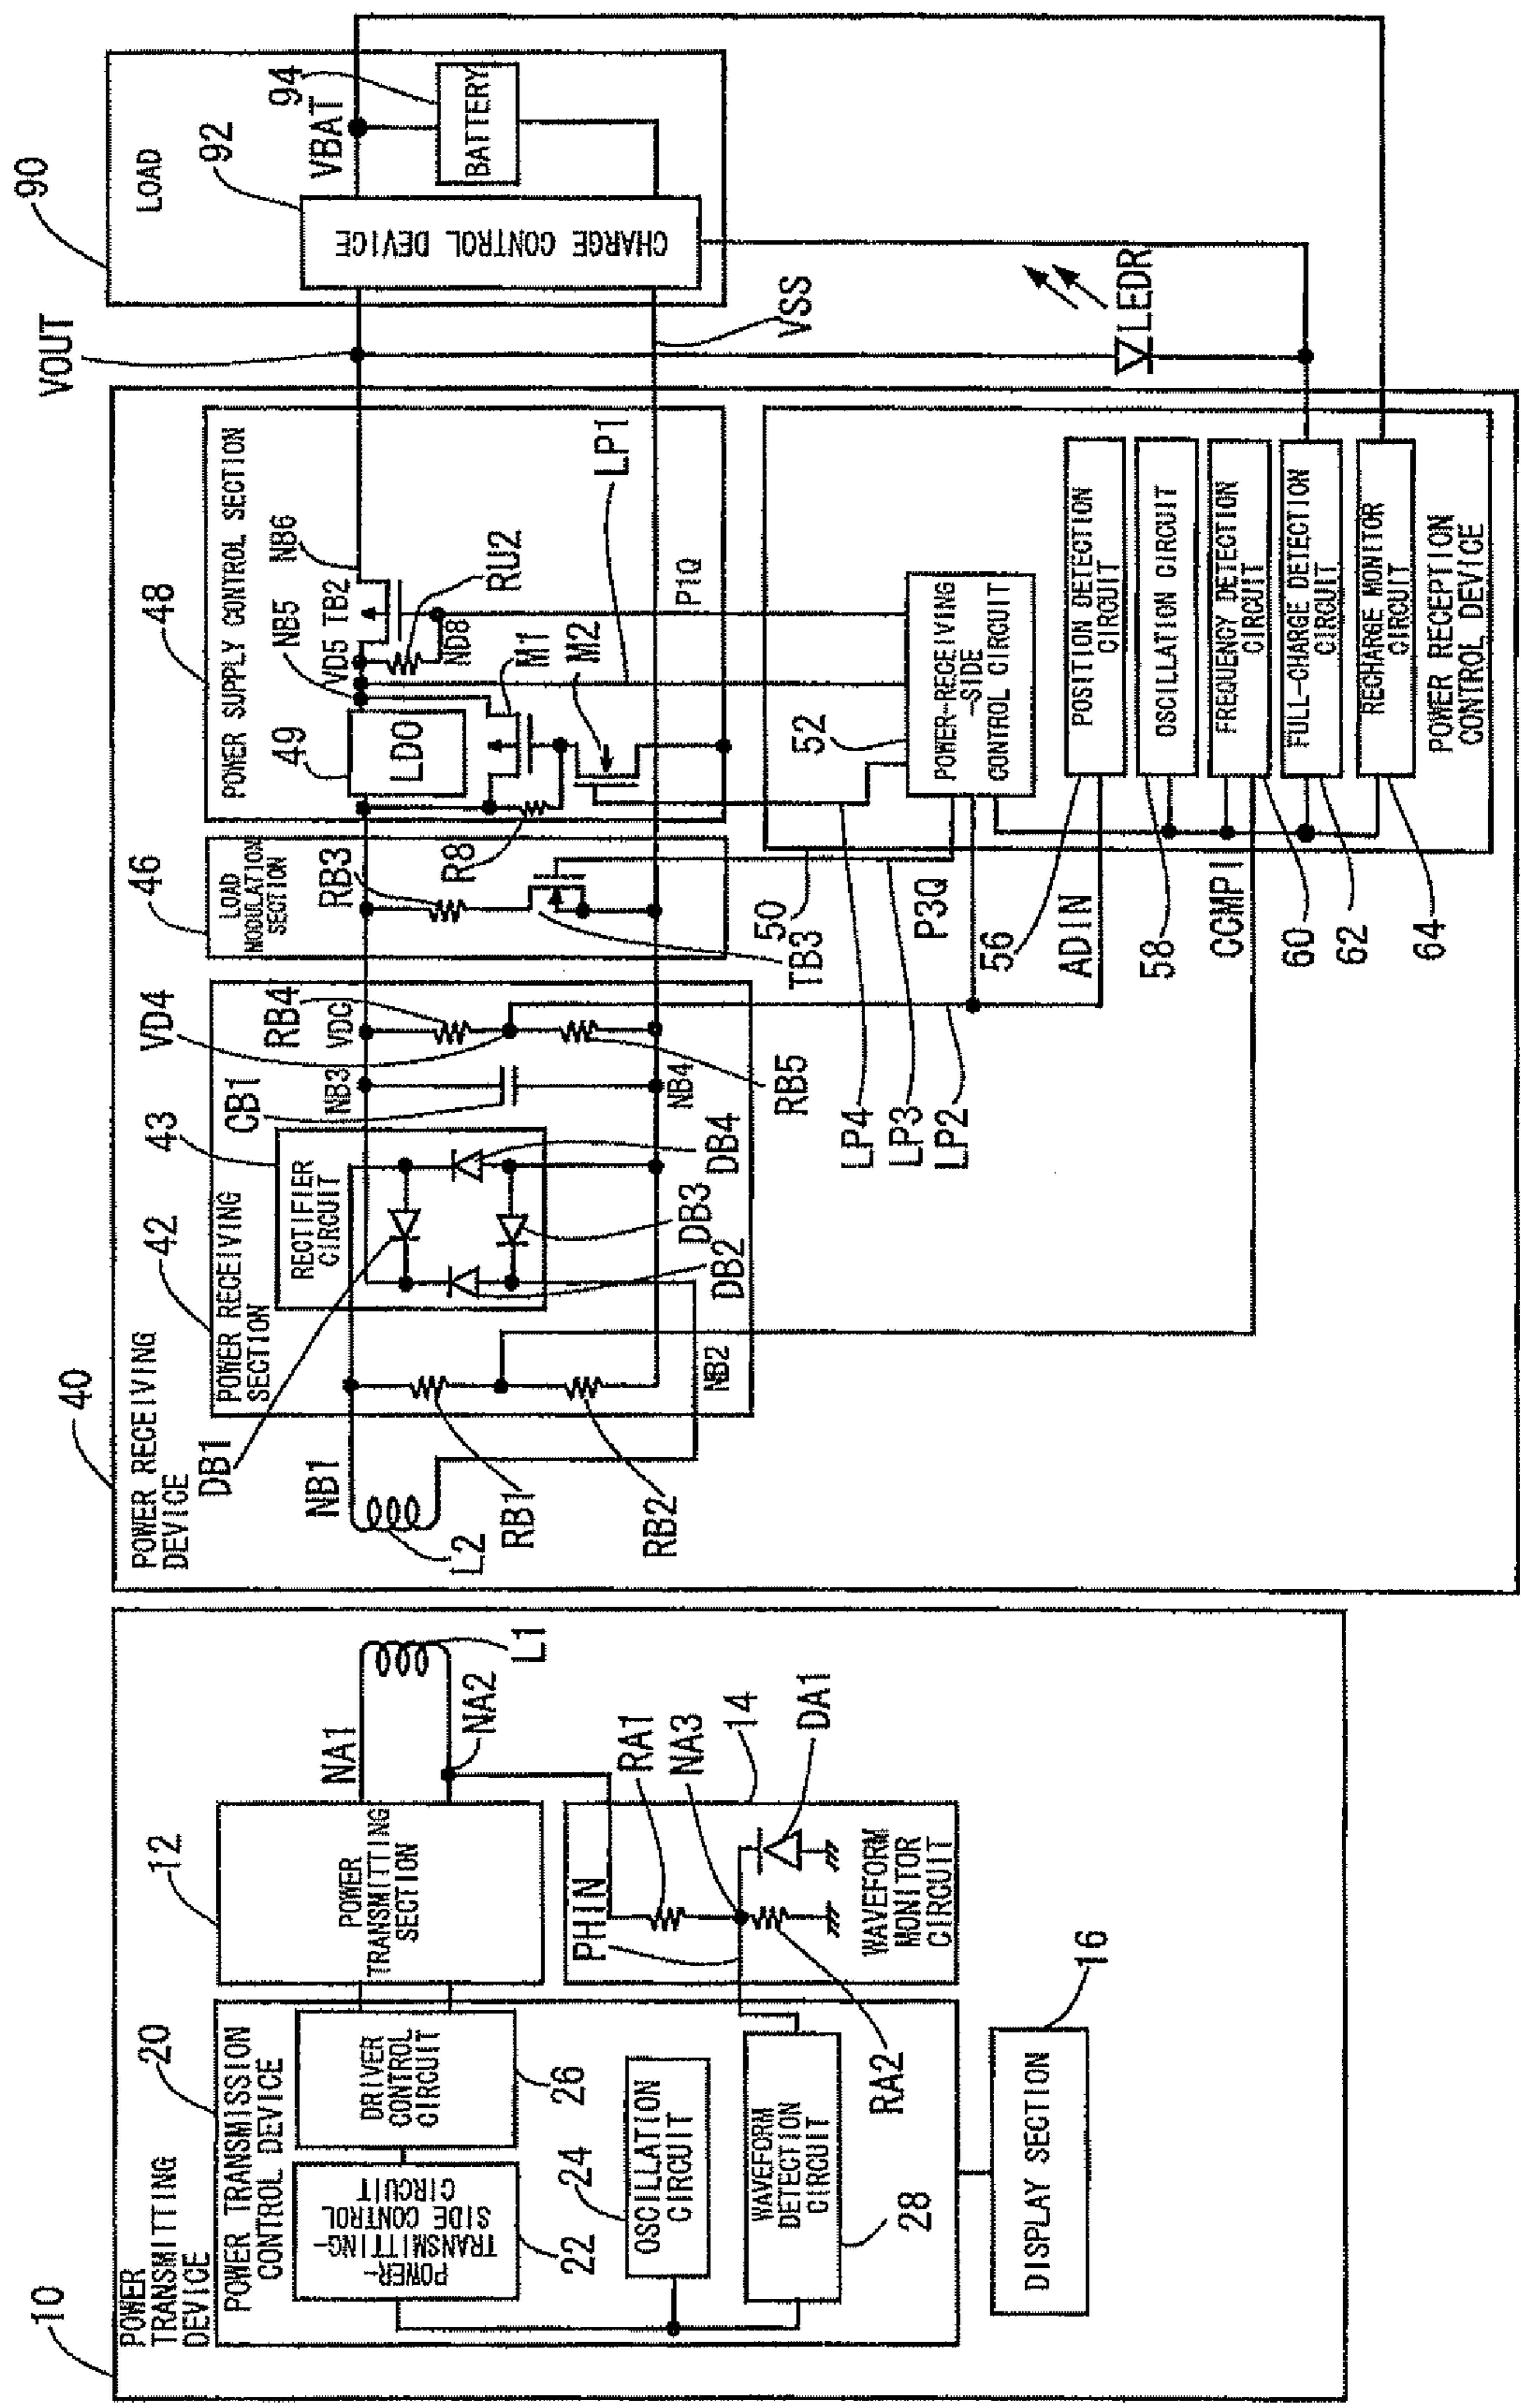 10
POWER
TRANSMITTING
DEVICE
20
POWER TRANSMISSION
CONTROL DEVICE
POWER-
TRANSMITTING-
SIDE CONTROL
CIRCUIT
22
DRIVER
CONTROL
CIRCUIT
26
24
OSCILLATION
CIRCUIT
WAVEFORM
DETECTION
CIRCUIT
28
12
POWER
TRANSMITTING
SECTION
NA1
NA2
L1
PHIN
RA1
NA3
14
DA1
RA2
WAVEFORM
MONITOR
CIRCUIT
16
DISPLAY SECTION
40
POWER RECEIVING
DEVICE
L2
NB1
DB1
RB1
RB2
NB2
42
POWER RECEIVING
SECTION
43
RECTIFIER
CIRCUIT
DB2
DB3
DB4
CB1
NB3
NB4
VD4
RB4
VDC
RB5
46
LOAD
MODULATION
SECTION
RB3
TB3
R8
48
POWER SUPPLY CONTROL SECTION
49
LDO
NB5
VD5
TB2
NB6
ND8
RU2
M1
M2
LP1
P1Q
LP4
LP3
LP2
P3Q
50
52
POWER-RECEIVING
-SIDE
CONTROL CIRCUIT
56
ADIN
POSITION DETECTION
CIRCUIT
58
OSCILLATION CIRCUIT
CCMPI
60
FREQUENCY DETECTION
CIRCUIT
62
FULL-CHARGE DETECTION
CIRCUIT
64
RECHARGE MONITOR
CIRCUIT
POWER RECEPTION
CONTROL DEVICE
VOUT
VSS
LEDR
90
LOAD
92
CHARGE CONTROL DEVICE
VBAT
94
BATTERY